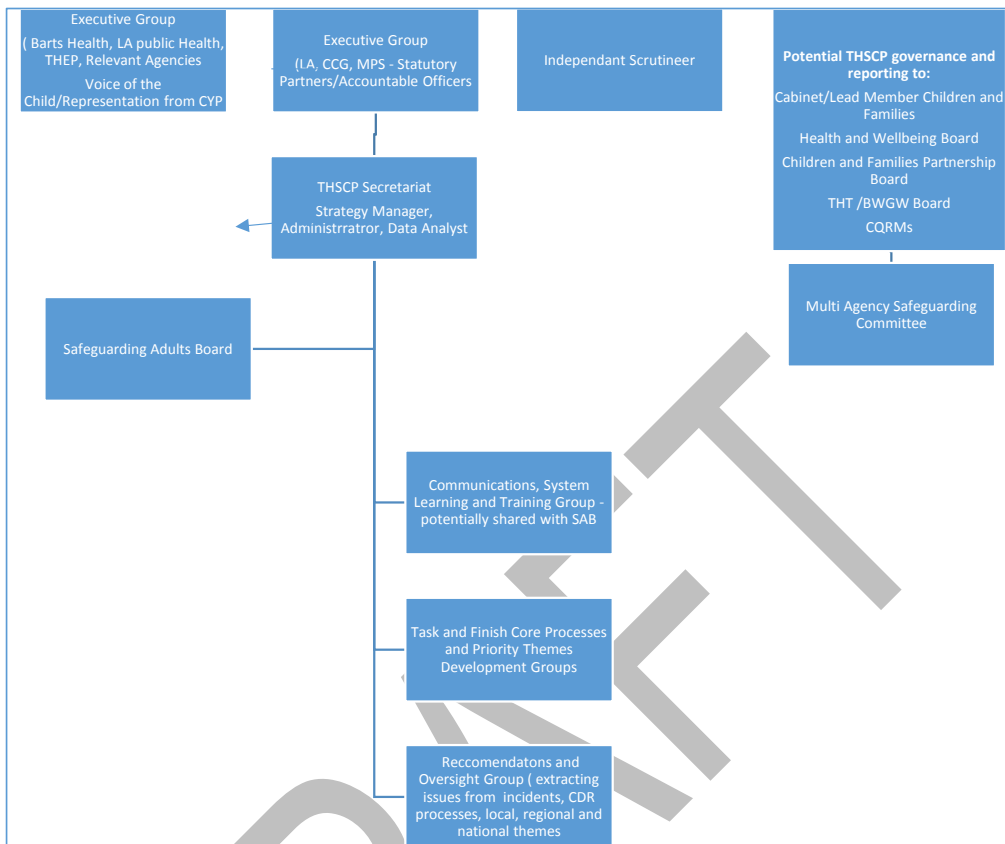 Executive Group
( Barts Health, LA public Health,
THEP, Relevant Agencies
Voice of the
Child/Representation from CYP
Executive Group
(LA, CCG, MPS - Statutory
Partners/Accountable Officers
Independant Scrutineer
Potential THSCP governance and
reporting to:
Cabinet/Lead Member Children and
Families
Health and Wellbeing Board
Children and Families Partnership
Board
THT /BWGW Board
CQRMs
THSCP Secretariat
Strategy Manager,
Administrratror, Data Analyst
Multi Agency Safeguarding
Committee
Safeguarding Adults Board
Communications, System
Learning and Training Group -
potentially shared with SAB
Task and Finish Core Processes
and Priority Themes
Development Groups
Reccomendatons and
Oversight Group ( extracting
issues from incidents, CDR
processes, local, regional and
national themes
DRAFT